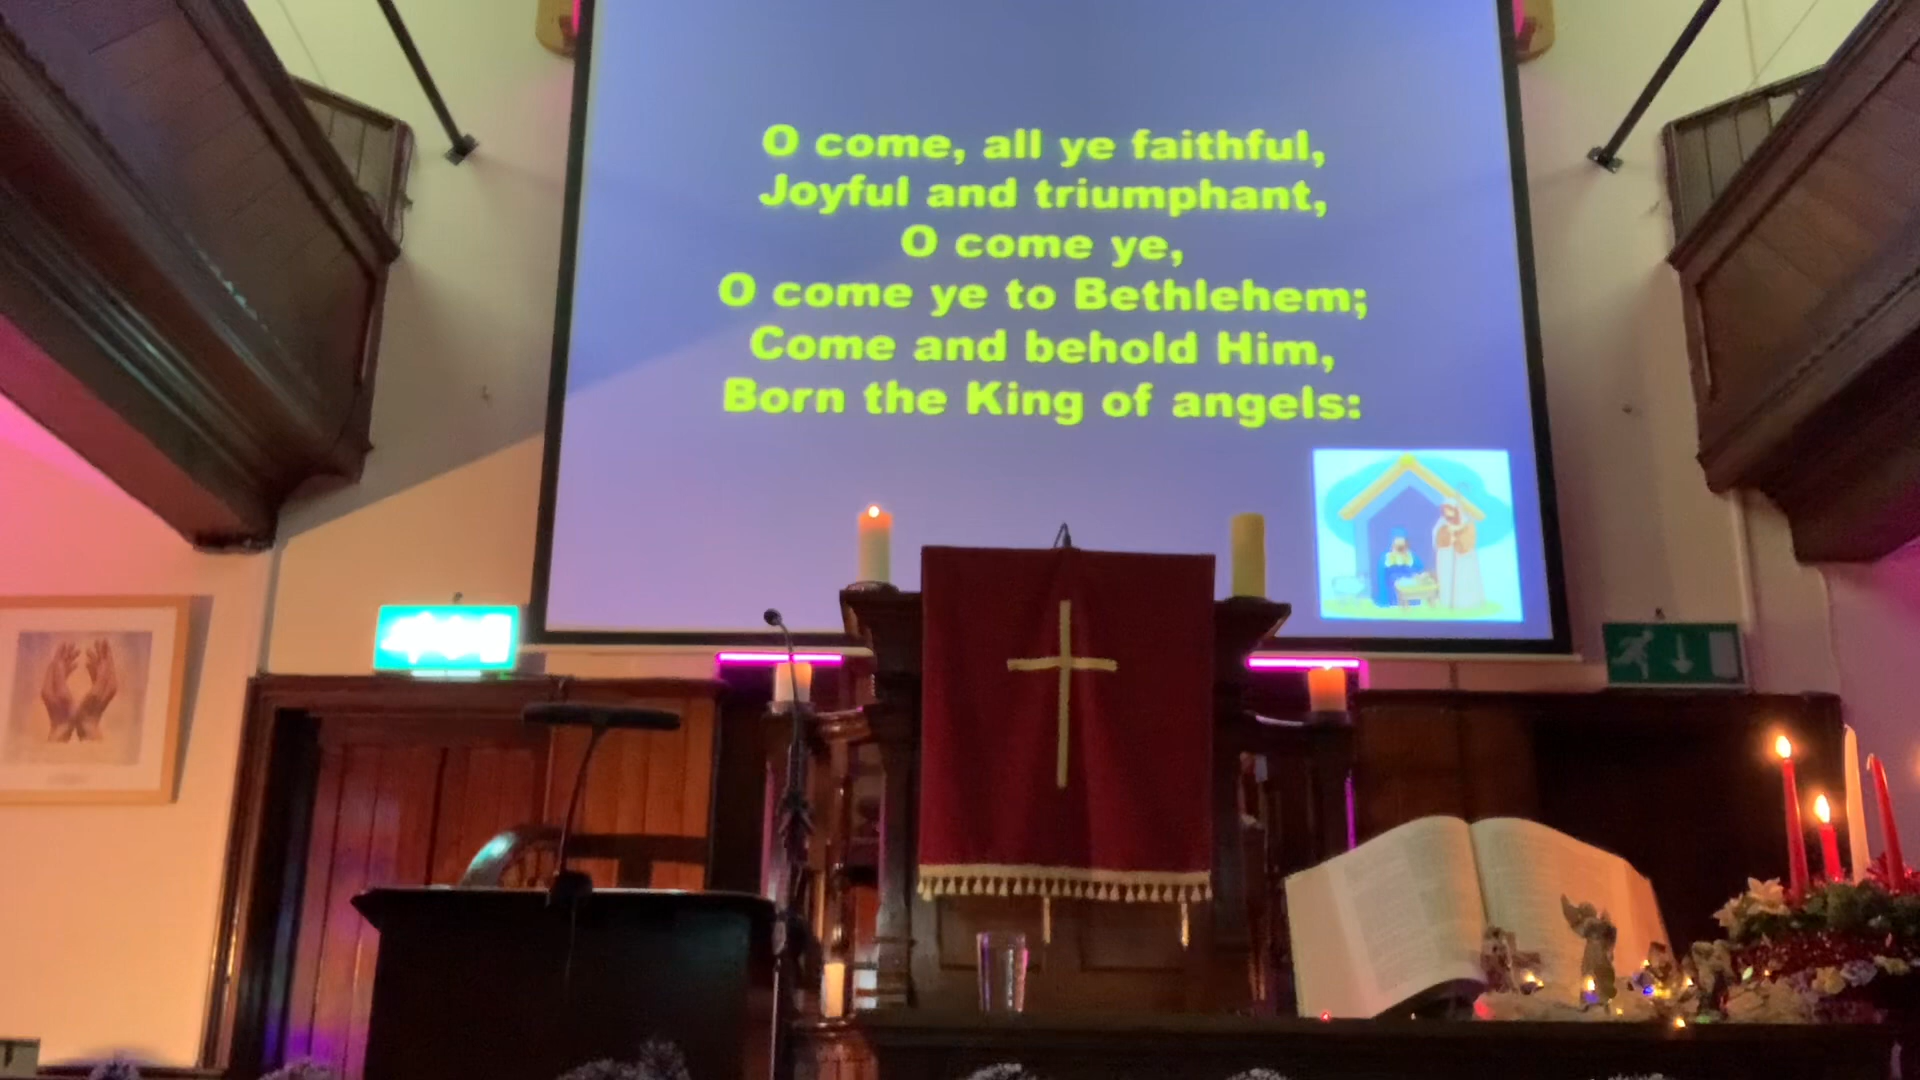 O come, all ye faithful,
Joyful and triumphant,
O come ye,
O come ye to Bethlehem;
Come and behold Him,
Born the King of angels: